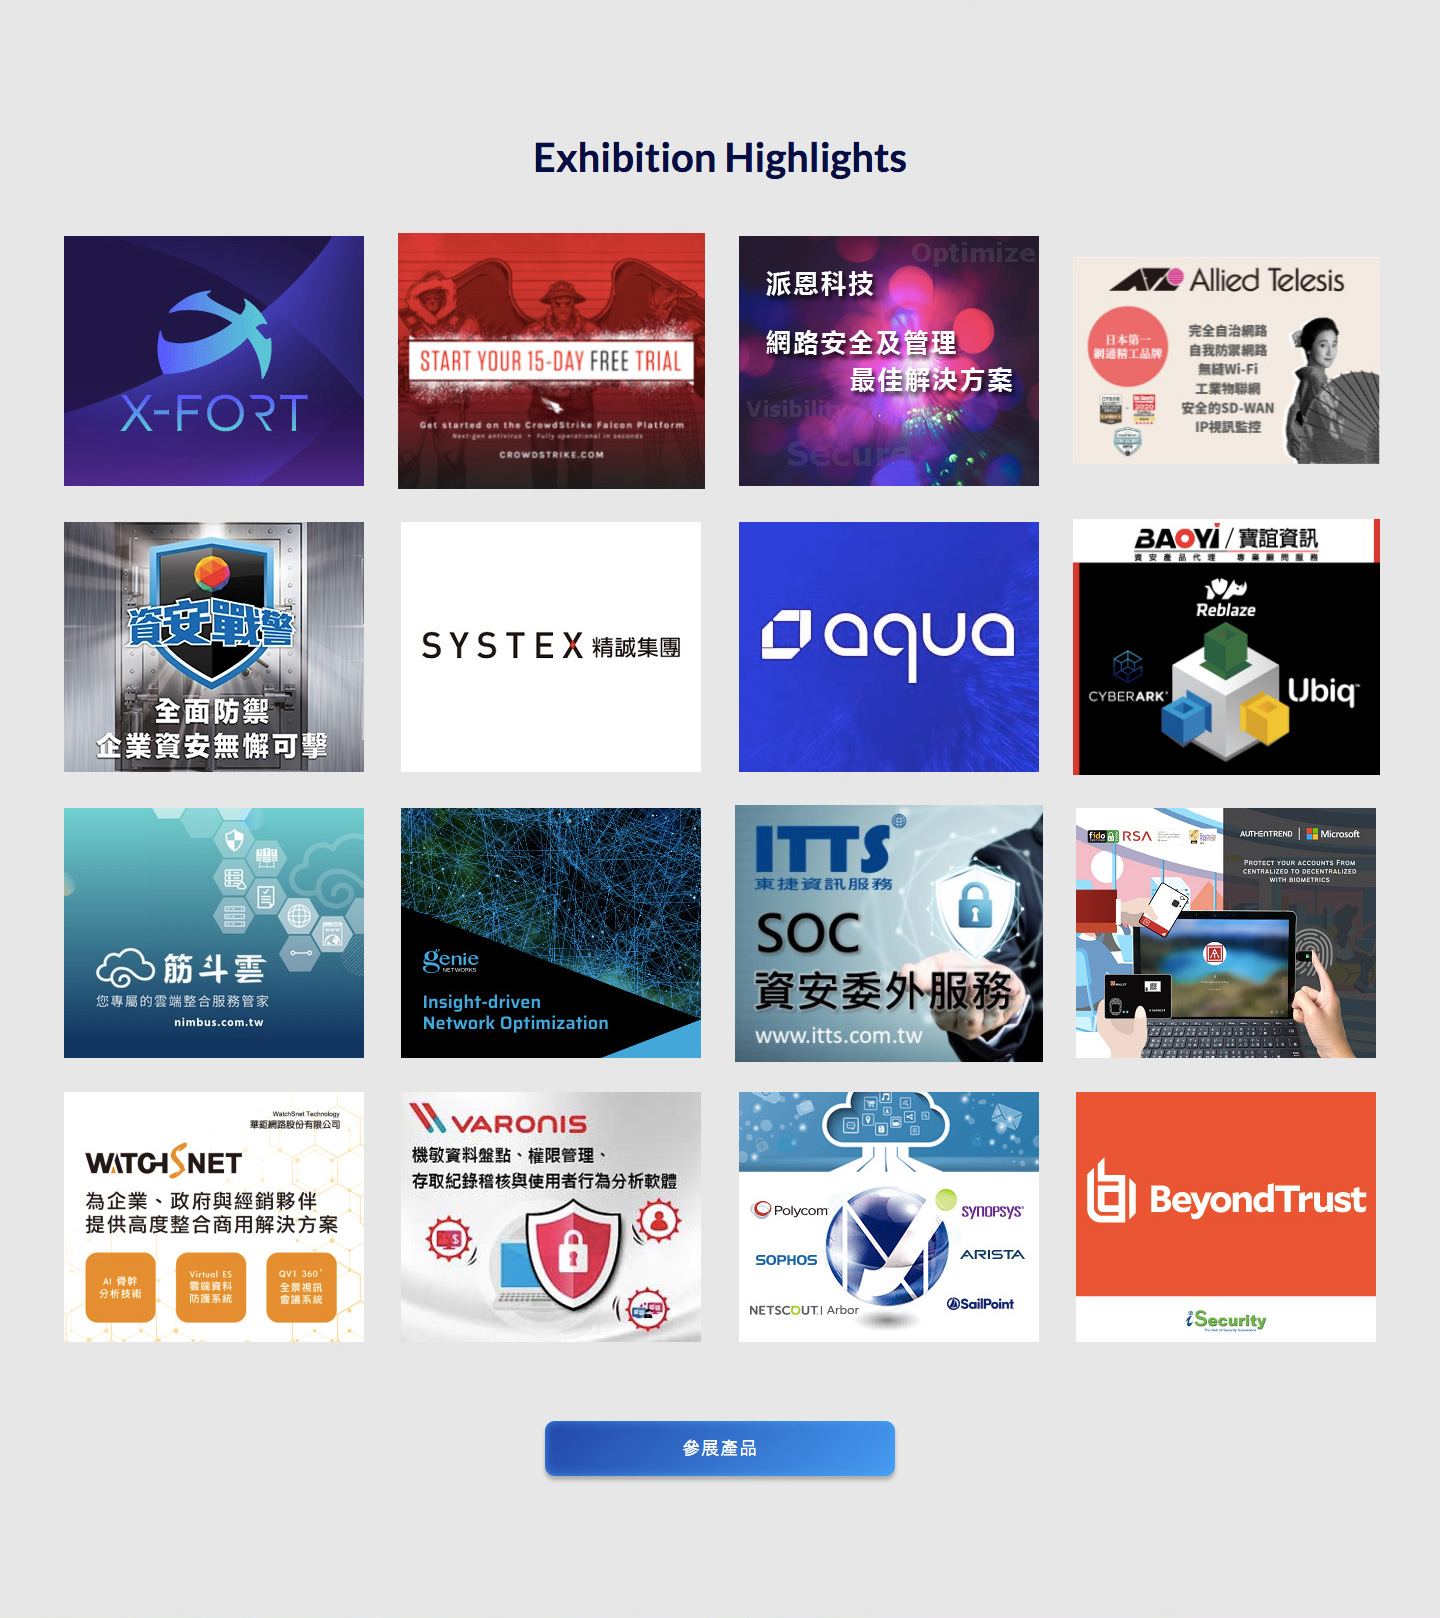 Exhibition Highlights
X-FORT
START YOUR 15-DAY FREE TRIAL
Get started on the CrowdStrike Falcon Platform
Next-gen antivirus • Fully operational in seconds
CROWDSTRIKE.COM
Optimize
派恩科技
網路安全及管理
最佳解決方案
Visibility
Secure
Allied Telesis
日本第一
網通精工品牌
完全自治網路
自我防禦網路
無縫Wi-Fi
工業物聯網
安全的SD-WAN
IP視訊監控
資安戰警
全面防禦
企業資安無懈可擊
SYSTEX 精誠集團
aqua
BAOYI / 寶誼資訊
資安產品代理 專業顧問服務
Reblaze
CYBERARK
Ubiq™
筋斗雲
您專屬的雲端整合服務管家
nimbus.com.tw
genie
NETWORKS
Insight-driven
Network Optimization
ITTS
東捷資訊服務
SOC
資安委外服務
www.itts.com.tw
fido RSA
AUTHENTREND | Microsoft
PROTECT YOUR ACCOUNTS FROM
CENTRALIZED TO DECENTRALIZED
WITH BIOMETRICS
WatchSnet Technology
華鉅網路股份有限公司
WATCHSNET
為企業、政府與經銷夥伴
提供高度整合商用解決方案
AI 骨幹
分析技術
Virtual ES
雲端資料
防護系統
QV1 360°
全景視訊
會議系統
VARONIS
機敏資料盤點、權限管理、
存取紀錄稽核與使用者行為分析軟體
Polycom
SYNOPSYS®
SOPHOS
ARISTA
NETSCOUT. | Arbor
SailPoint
BeyondTrust
iSecurity
參展產品